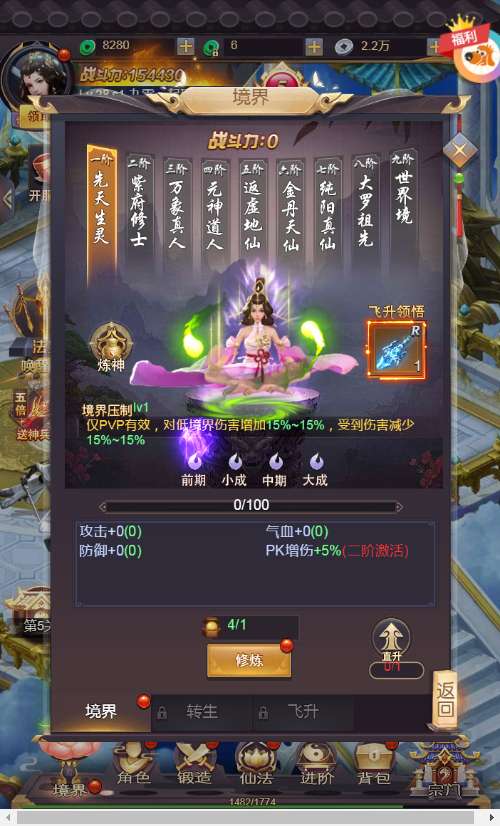 8280
6
2.2万
福利
战斗力:154430
境界
战斗力:0
一阶 先天生灵
二阶 紫府修士
三阶 万象真人
四阶 元神道人
五阶 返虚地仙
六阶 金丹天仙
七阶 纯阳真仙
八阶 大罗祖先
九阶 世界境
飞升领悟
R
1
炼神
五倍
送神兵
境界压制lv1
仅PVP有效，对低境界伤害增加15%~15%，受到伤害减少
15%~15%
前期 小成 中期 大成
0/100
攻击+0(0) 气血+0(0)
防御+0(0) PK增伤+5%(二阶激活)
4/1
修炼
直升
0/1
返回
境界 转生 飞升
境界 角色 锻造 仙法 进阶 背包 宗门
1482/1774